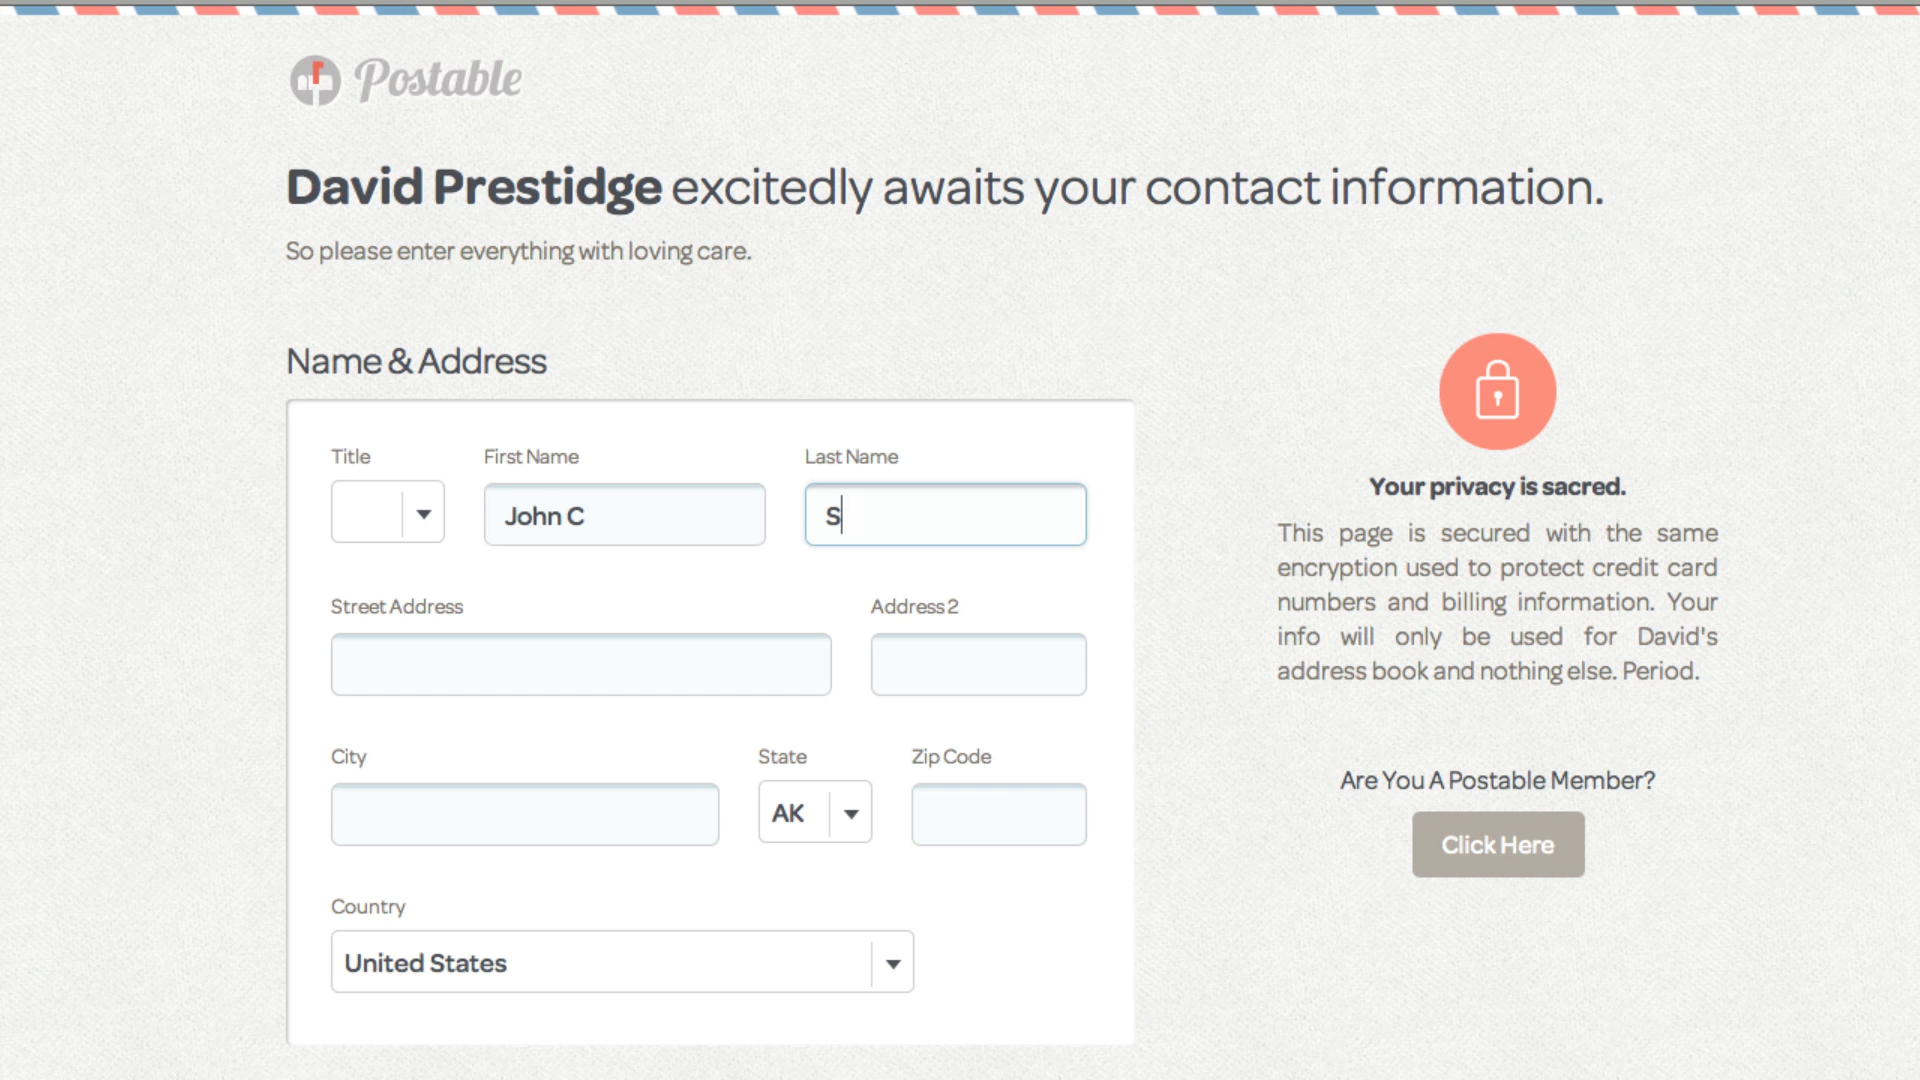 Postable
David Prestidge excitedly awaits your contact information.
So please enter everything with loving care.
Name & Address
Title First Name Last Name
John C S
Street Address Address 2
City State Zip Code
AK
Country
United States
Your privacy is sacred.
This page is secured with the same
encryption used to protect credit card
numbers and billing information. Your
info will only be used for David's
address book and nothing else. Period.
Are You A Postable Member?
Click Here